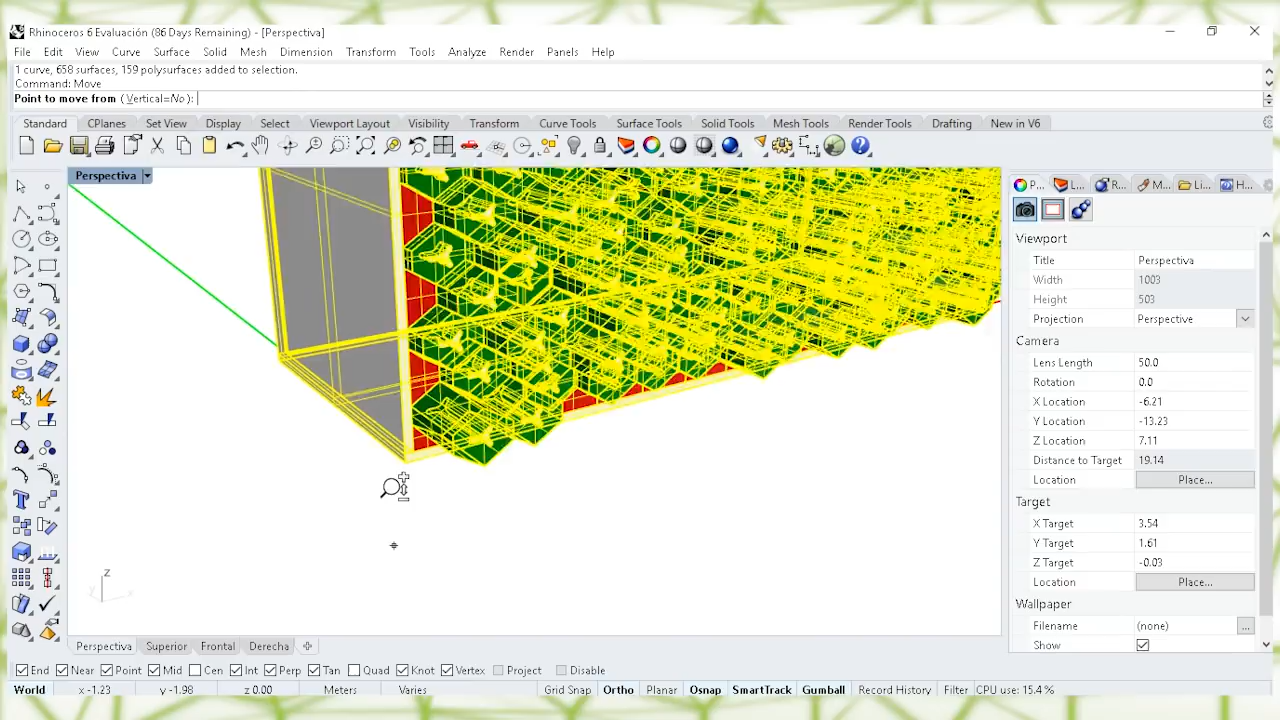 Rhinoceros 6 Evaluación (86 Days Remaining) - [Perspectiva]
File Edit View Curve Surface Solid Mesh Dimension Transform Tools Analyze Render Panels Help
1 curve, 658 surfaces, 159 polysurfaces added to selection.
Command: Move
Point to move from (Vertical=No):
Standard CPlanes Set View Display Select Viewport Layout Visibility Transform Curve Tools Surface Tools Solid Tools Mesh Tools Render Tools Drafting New in V6
Perspectiva
P... L... R... M... Li... H...
Viewport
Title Perspectiva
Width 1003
Height 503
Projection Perspective
Camera
Lens Length 50.0
Rotation 0.0
X Location -6.21
Y Location -13.23
Z Location 7.11
Distance to Target 19.14
Location Place...
Target
X Target 3.54
Y Target 1.61
Z Target -0.03
Location Place...
Wallpaper
Filename (none) ...
Show
z
Perspectiva Superior Frontal Derecha
End Near Point Mid Cen Int Perp Tan Quad Knot Vertex Project Disable
World x -1.23 y -1.98 z 0.00 Meters Varies Grid Snap Ortho Planar Osnap SmartTrack Gumball Record History Filter CPU use: 15.4 %